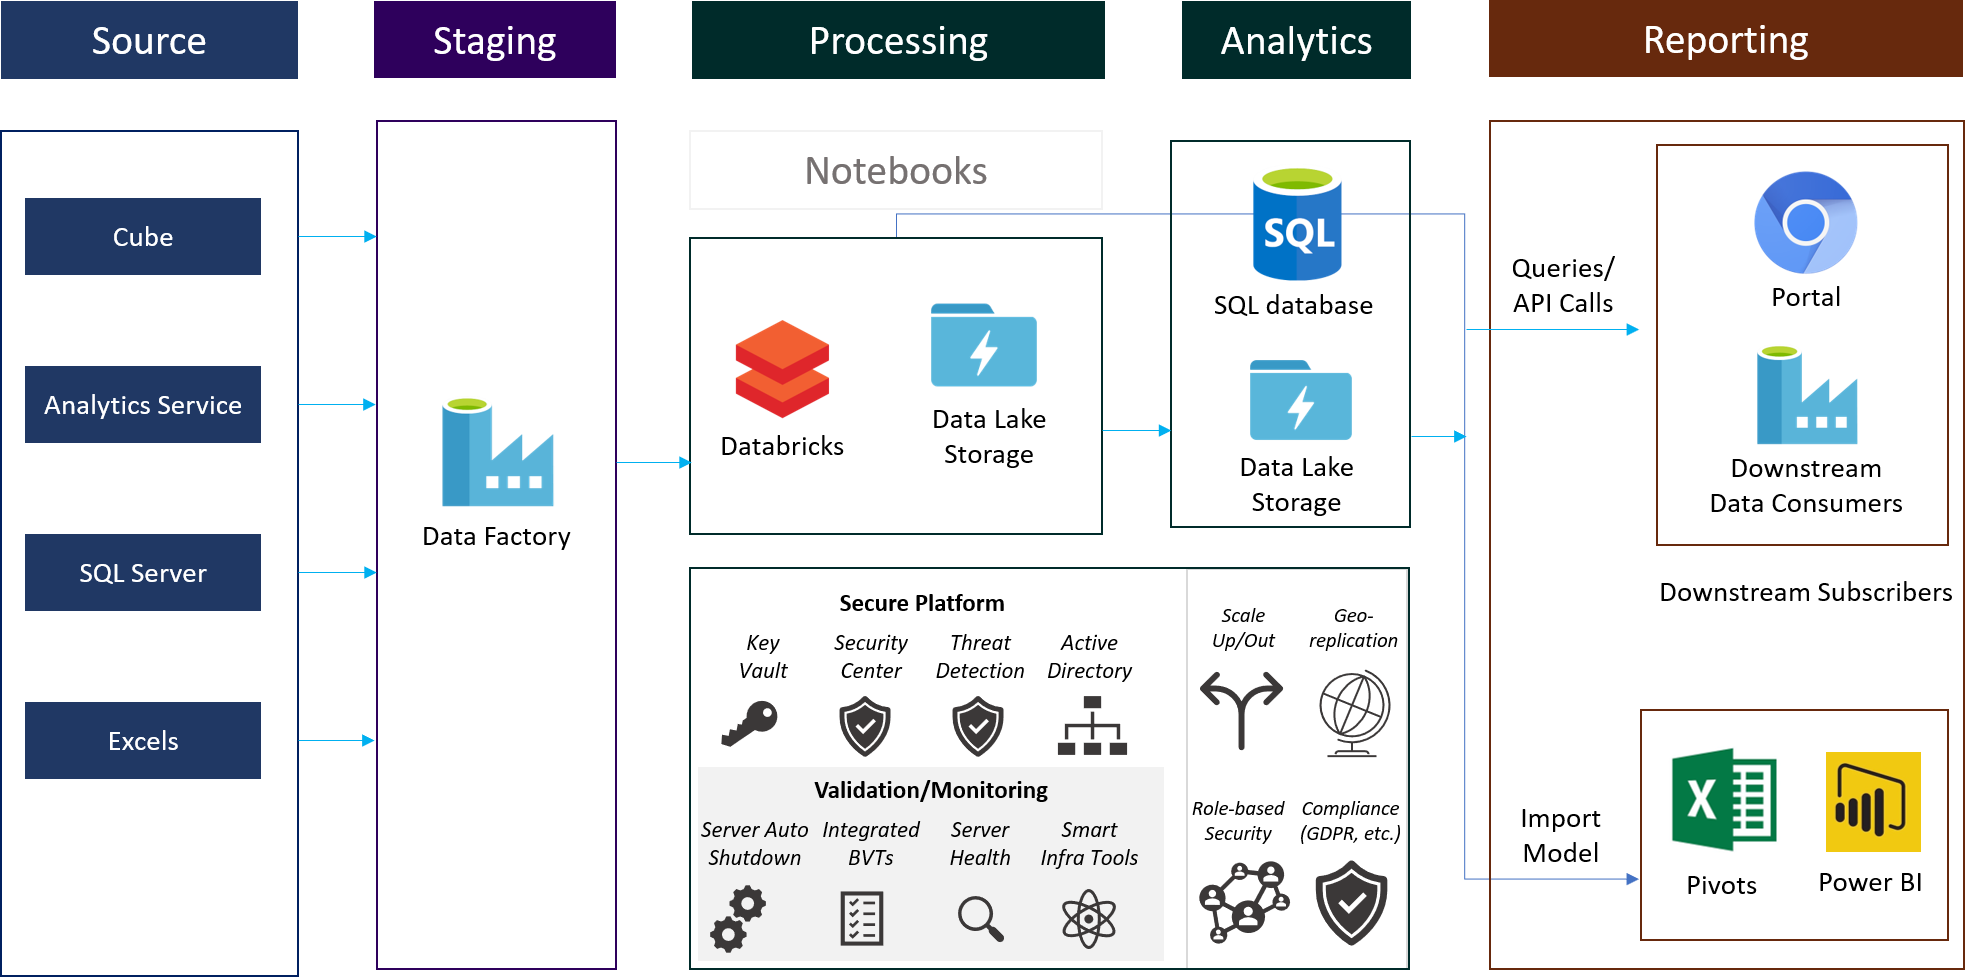 Source
Staging
Processing
Analytics
Reporting
Cube
Analytics Service
SQL Server
Excels
Data Factory
Notebooks
Databricks
Data Lake
Storage
SQL
SQL database
Data Lake
Storage
Queries/
API Calls
Portal
Downstream
Data Consumers
Downstream Subscribers
Import
Model
X
Pivots
Power BI
Secure Platform
Key
Vault
Security
Center
Threat
Detection
Active
Directory
Validation/Monitoring
Server Auto
Shutdown
Integrated
BVTs
Server
Health
Smart
Infra Tools
Scale
Up/Out
Geo-
replication
Role-based
Security
Compliance
(GDPR, etc.)